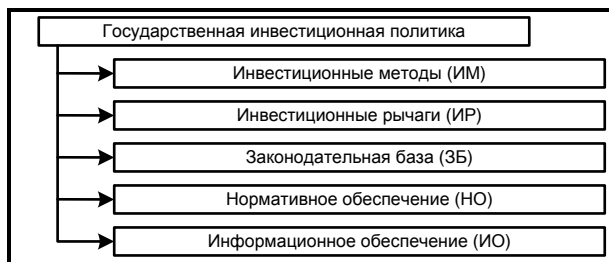 Государственная инвестиционная политика
Инвестиционные методы (ИМ)
Инвестиционные рычаги (ИР)
Законодательная база (ЗБ)
Нормативное обеспечение (НО)
Информационное обеспечение (ИО)